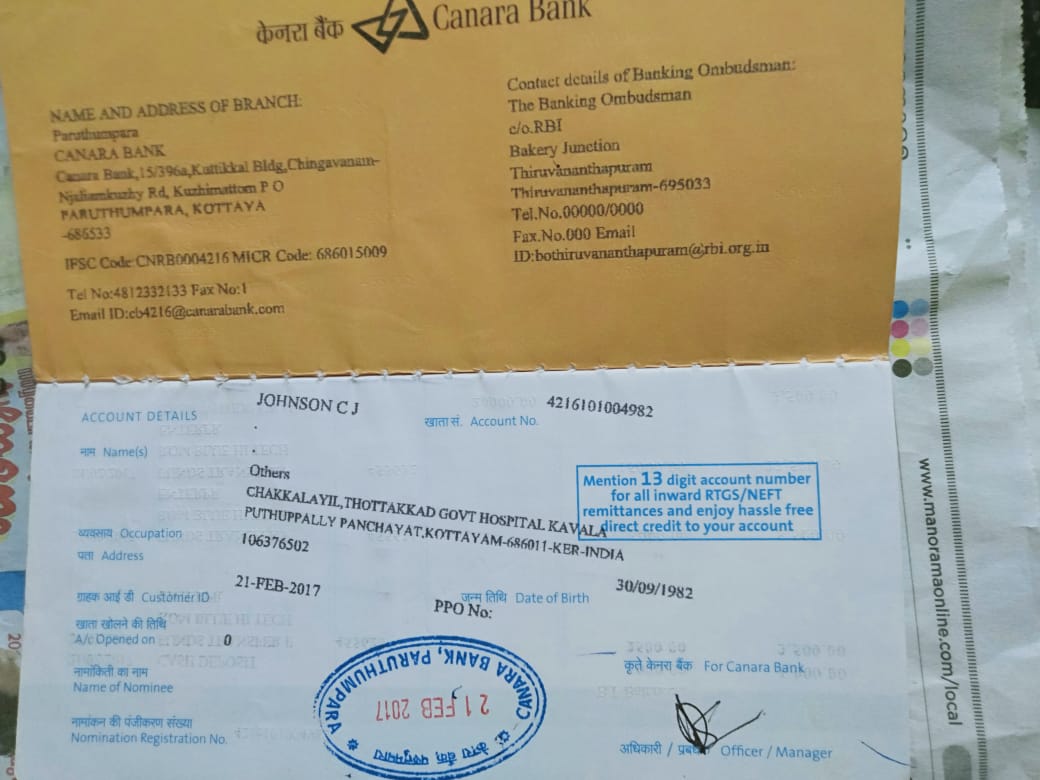 केनरा बैंक Canara Bank
NAME AND ADDRESS OF BRANCH:
Paruthumpara
CANARA BANK
Canara Bank,15/396a,Kuttikkal Bldg,Chingavanam-
Njaliamkuzhy Rd, Kuzhimattom P O
PARUTHUMPARA, KOTTAYA
-686533
IFSC Code:CNRB0004216 MICR Code: 686015009
Tel No:4812332133 Fax No:1
Email ID:cb4216@canarabank.com
Contact details of Banking Ombudsman:
The Banking Ombudsman
c/o.RBI
Bakery Junction
Thiruvananthapuram
Thiruvananthapuram-695033
Tel.No.00000/0000
Fax.No.000 Email
ID:bothiruvananthapuram@rbi.org.in
ACCOUNT DETAILS
JOHNSON C J
खाता सं. Account No. 4216101004982
नाम Name(s)
Others
CHAKKALAYIL,THOTTAKKAD GOVT HOSPITAL KAVALA
PUTHUPPALLY PANCHAYAT,KOTTAYAM-686011-KER-INDIA
Mention 13 digit account number
for all inward RTGS/NEFT
remittances and enjoy hassle free
direct credit to your account
व्यवसाय Occupation
106376502
पता Address
21-FEB-2017
30/09/1982
ग्राहक आई डी Customer ID
जन्म तिथि Date of Birth
PPO No:
खाता खोलने की तिथि
A/c Opened on
0
नामांकिती का नाम
Name of Nominee
नामांकन की पंजीकरण संख्या
Nomination Registration No.
CANARA BANK, PARUTHUMPARA
21 FEB 2017
कृते केनरा बैंक For Canara Bank
अधिकारी / Officer / Manager
www.manoramaonline.com/local